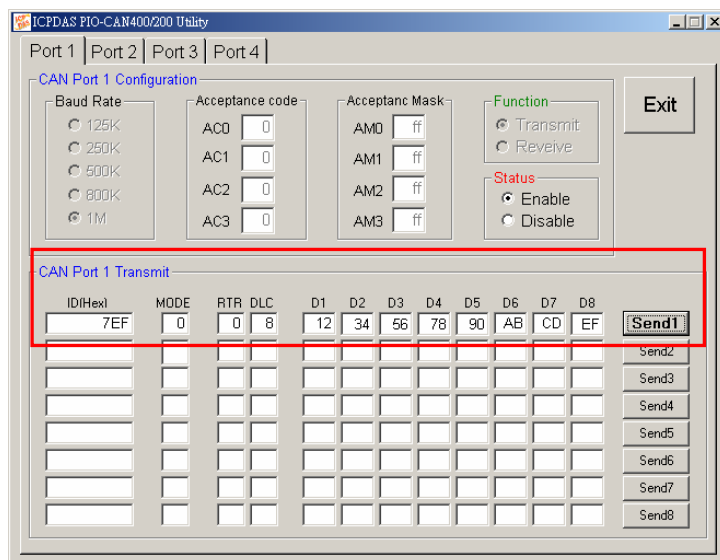 ICPDAS PIO-CAN400/200 Utility
Port 1 Port 2 Port 3 Port 4
CAN Port 1 Configuration
Baud Rate
125K
250K
500K
800K
1M
Acceptance code
AC0 0
AC1 0
AC2 0
AC3 0
Acceptanc Mask
AM0 ff
AM1 ff
AM2 ff
AM3 ff
Function
Transmit
Reveive
Status
Enable
Disable
Exit
CAN Port 1 Transmit
ID(Hex) MODE RTR DLC D1 D2 D3 D4 D5 D6 D7 D8
7EF 0 0 8 12 34 56 78 90 AB CD EF Send1
Send2
Send3
Send4
Send5
Send6
Send7
Send8